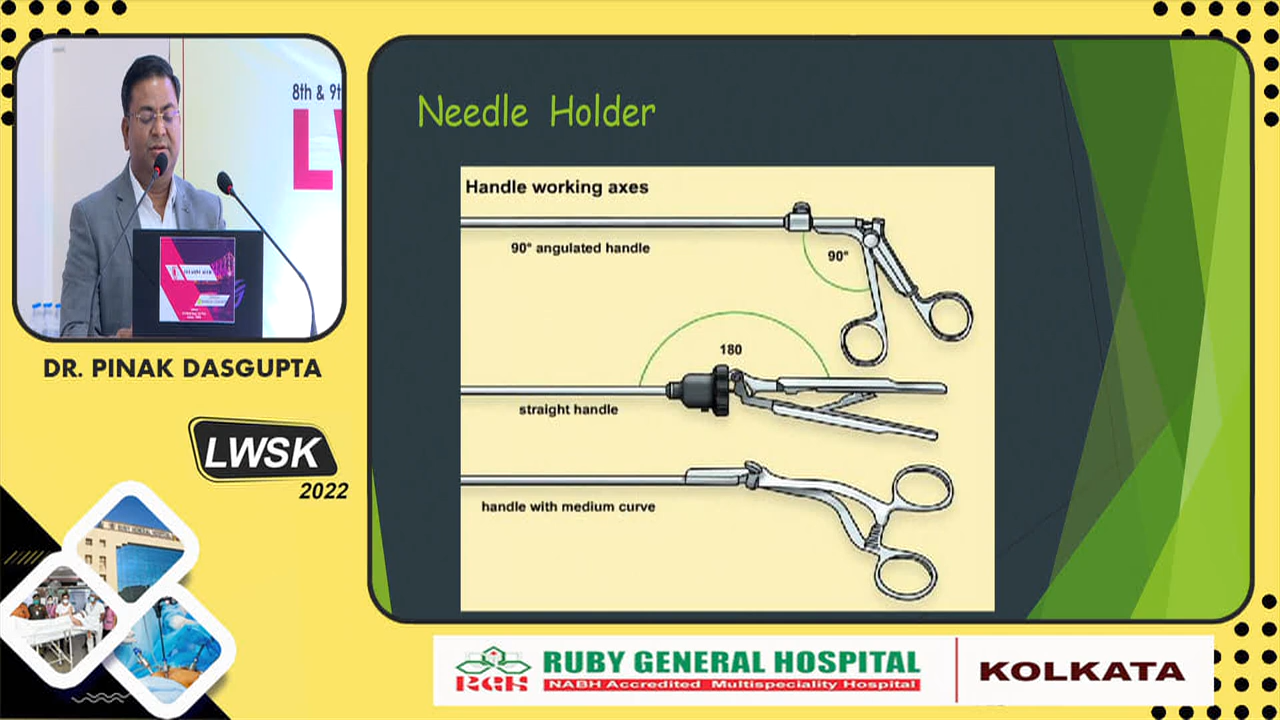 8th & 9t
DR. PINAK DASGUPTA
LWSK
2022
Needle Holder
Handle working axes
90° angulated handle
90°
180
straight handle
handle with medium curve
RGH
RUBY GENERAL HOSPITAL
NABH Accredited Multispeciality Hospital
KOLKATA